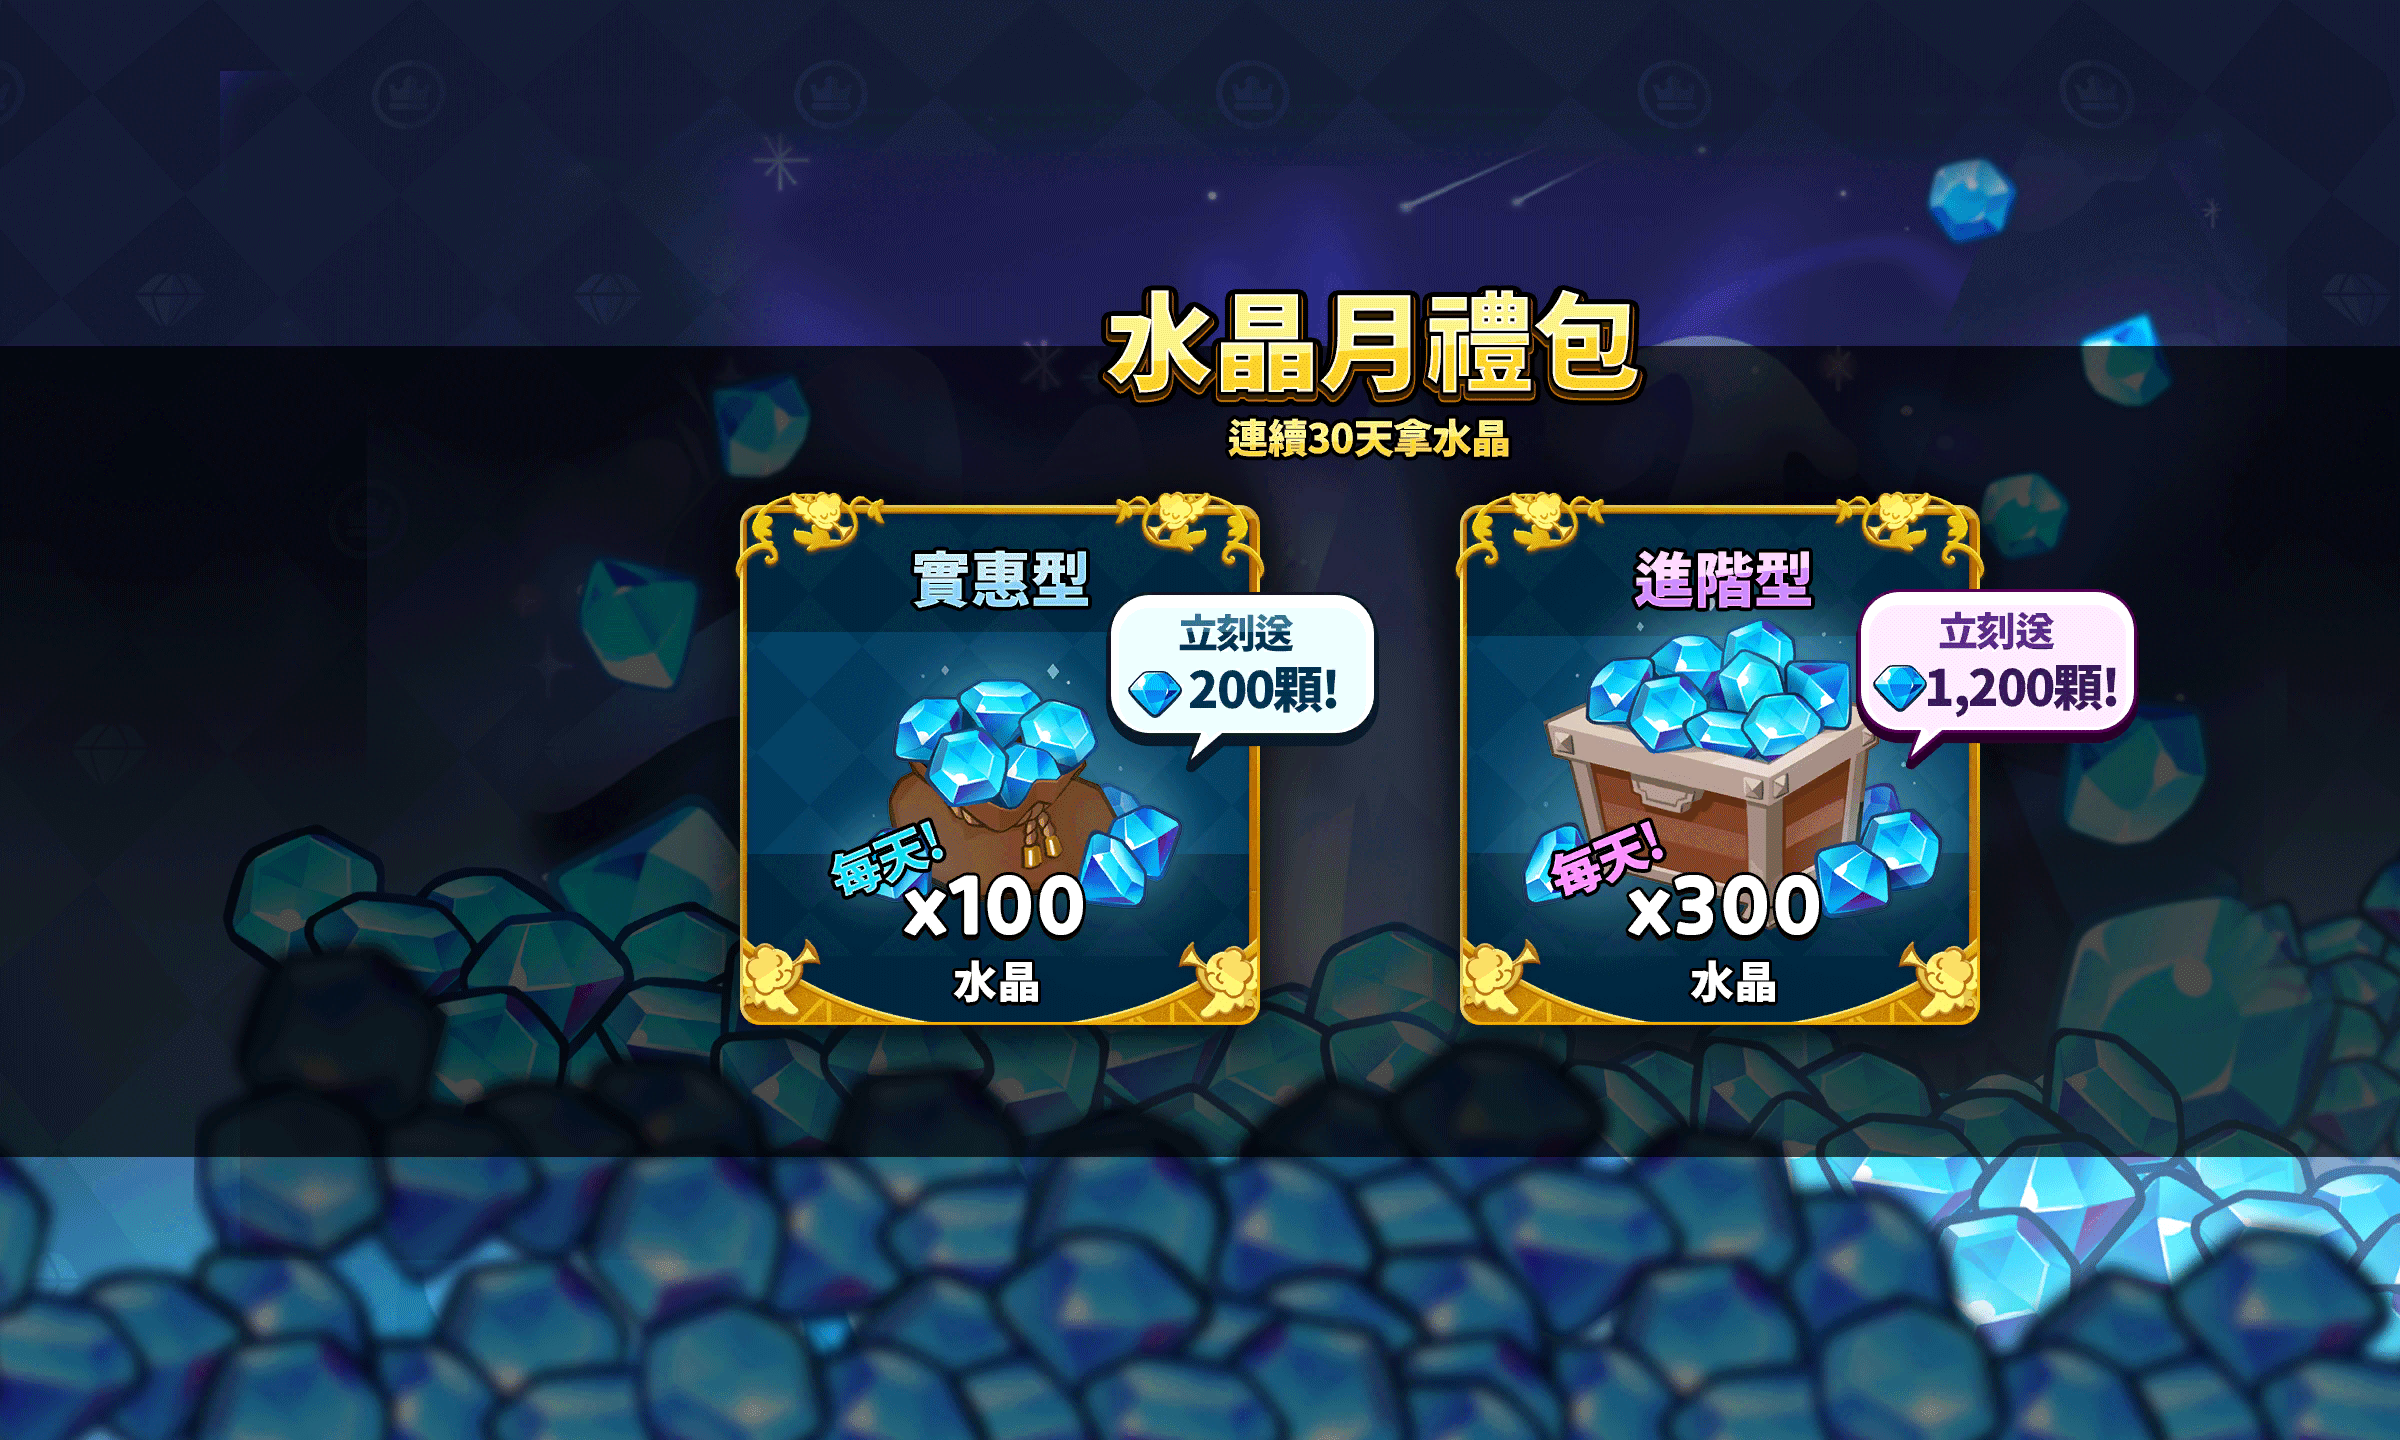 水晶月禮包
連續30天拿水晶
實惠型
立刻送
200顆!
每天!
x100
水晶
進階型
立刻送
1,200顆!
每天!
x300
水晶